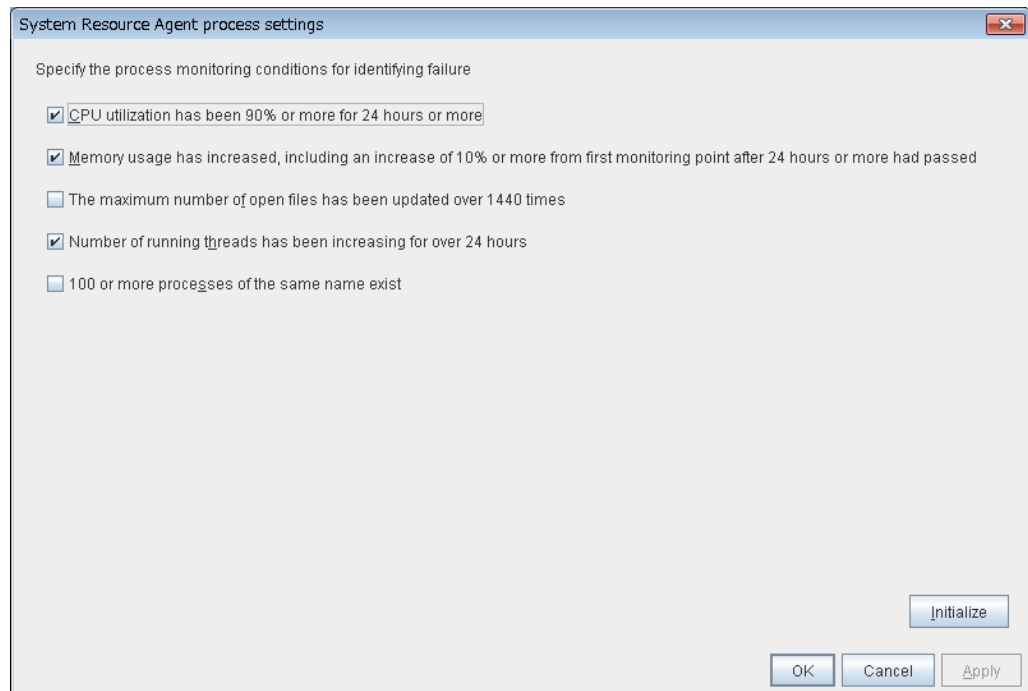 System Resource Agent process settings
Specify the process monitoring conditions for identifying failure
CPU utilization has been 90% or more for 24 hours or more
Memory usage has increased, including an increase of 10% or more from first monitoring point after 24 hours or more had passed
The maximum number of open files has been updated over 1440 times
Number of running threads has been increasing for over 24 hours
100 or more processes of the same name exist
Initialize
OK Cancel Apply